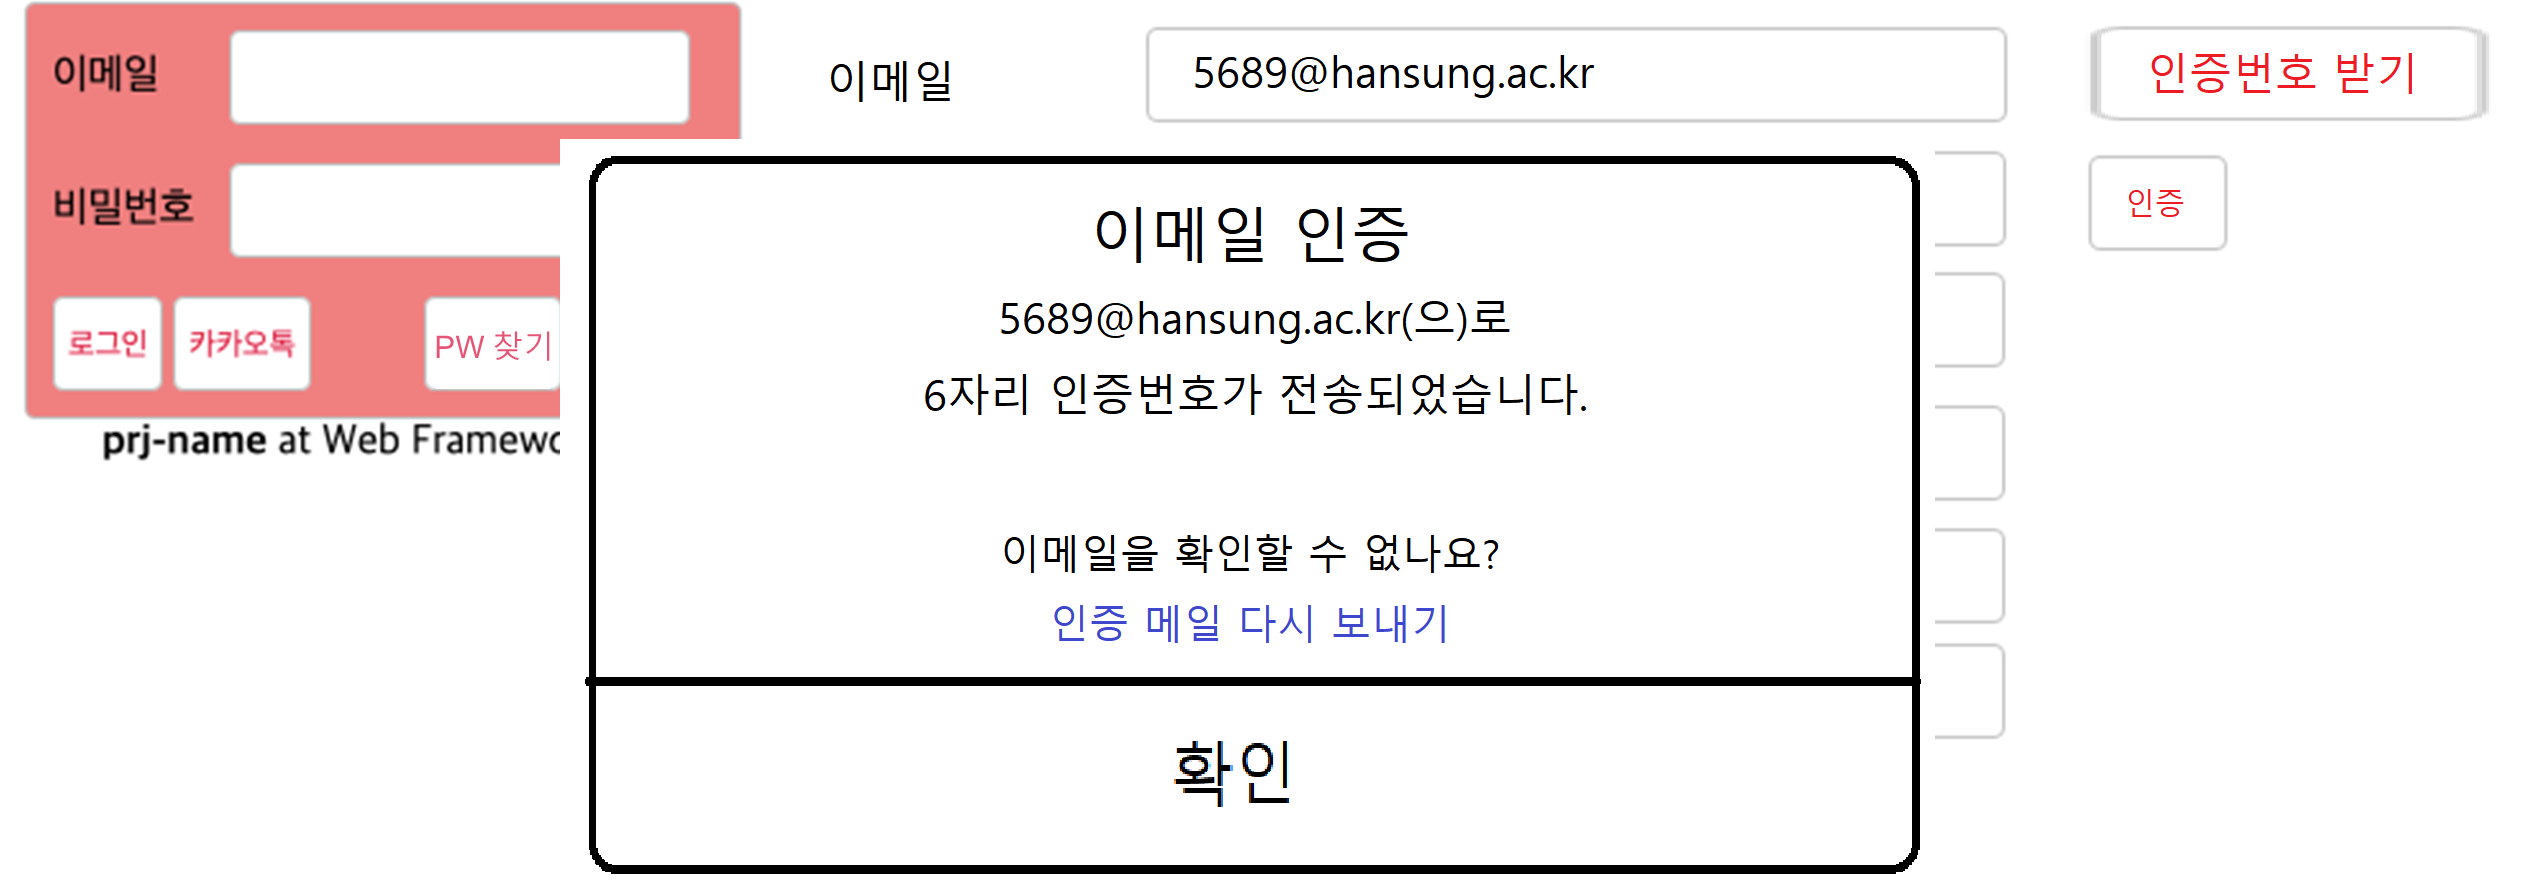 이메일
비밀번호
로그인 카카오톡 PW 찾기
prj-name at Web
이메일 5689@hansung.ac.kr 인증번호 받기
인증
이메일 인증
5689@hansung.ac.kr(으)로
6자리 인증번호가 전송되었습니다.
이메일을 확인할 수 없나요?
인증 메일 다시 보내기
확인